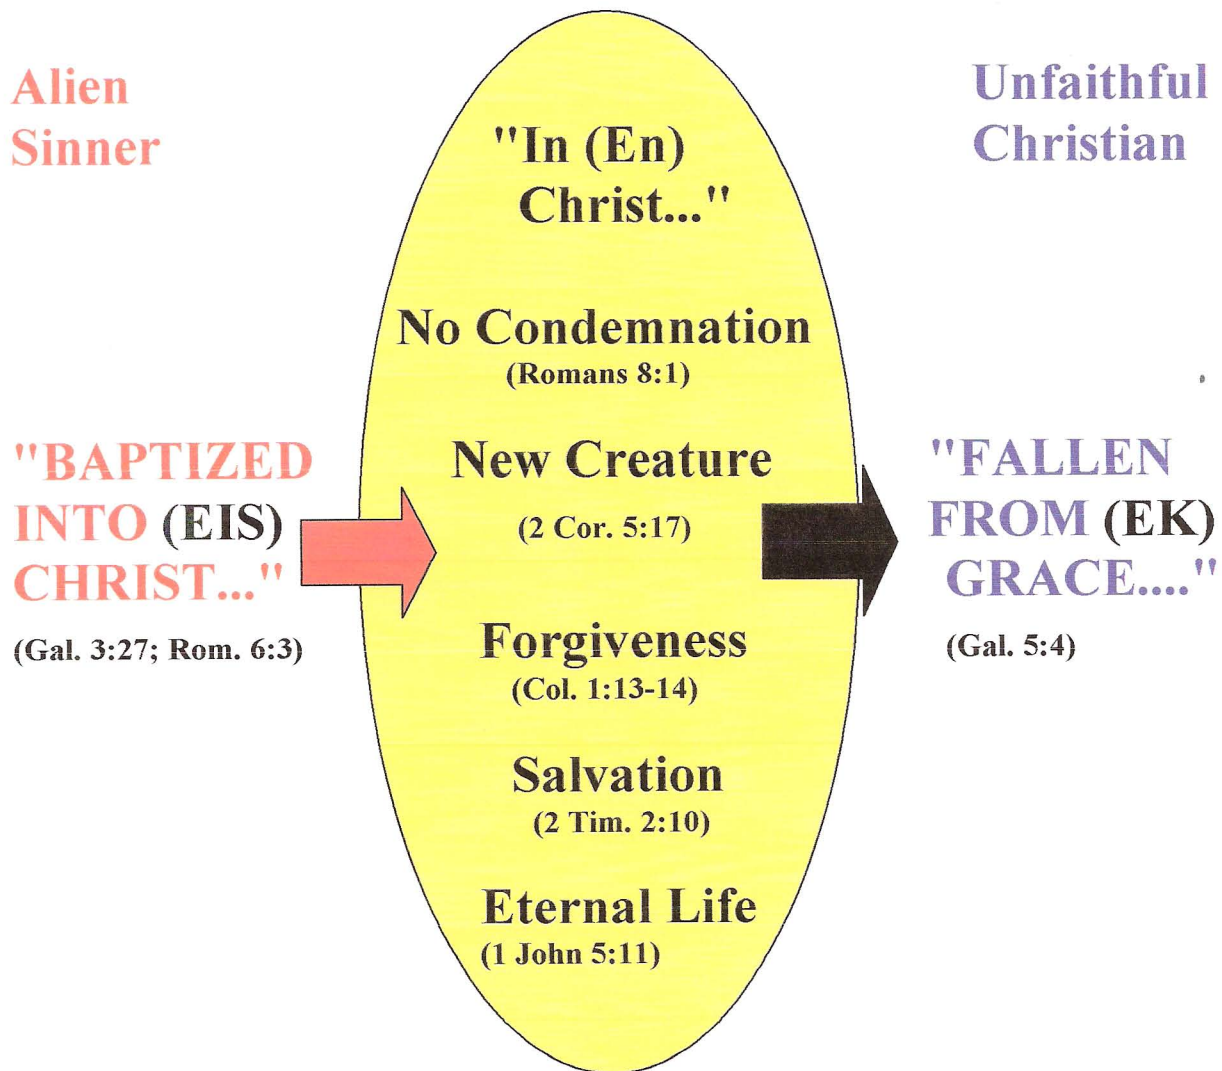 Alien
Sinner
"BAPTIZED
INTO (EIS)
CHRIST..."
(Gal. 3:27; Rom. 6:3)
"In (En)
Christ..."
No Condemnation
(Romans 8:1)
New Creature
(2 Cor. 5:17)
Forgiveness
(Col. 1:13-14)
Salvation
(2 Tim. 2:10)
Eternal Life
(1 John 5:11)
Unfaithful
Christian
"FALLEN
FROM (EK)
GRACE...."
(Gal. 5:4)